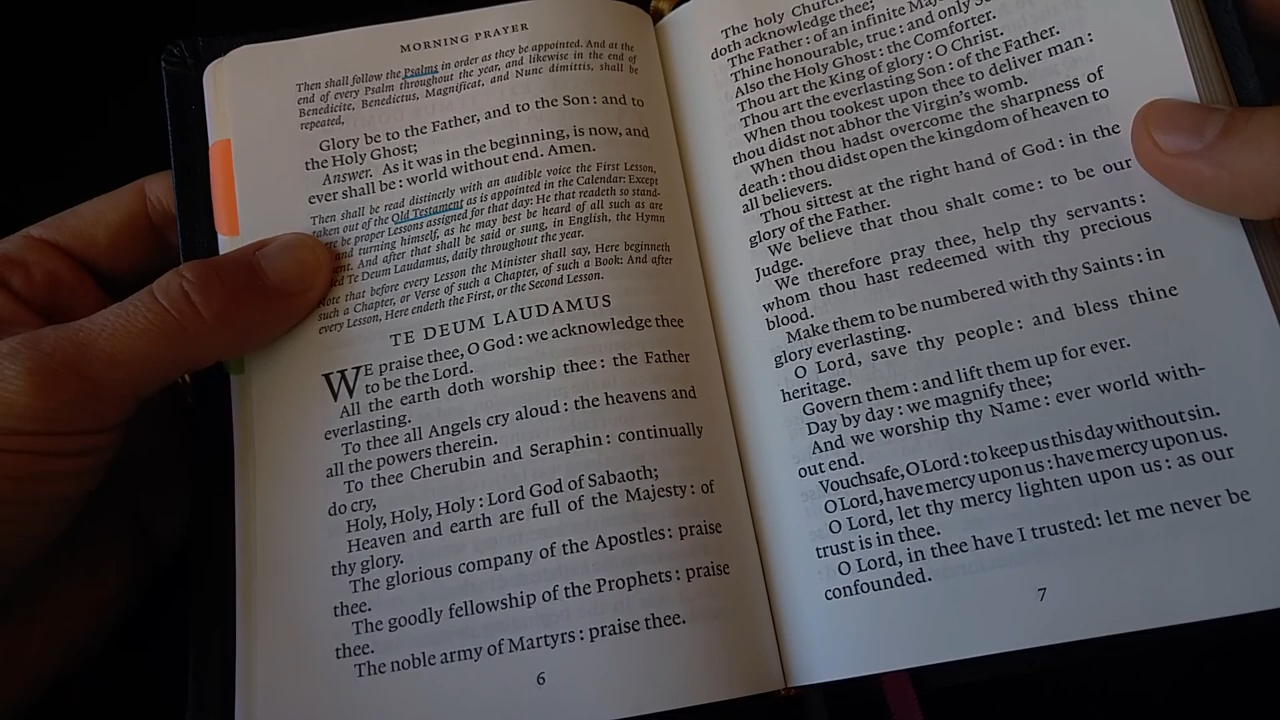 MORNING PRAYER
Then shall follow the Psalms in order as they be appointed. And at the
end of every Psalm throughout the year, and likewise in the end of
Benedicite, Benedictus, Magnificat, and Nunc dimittis, shall be
repeated,
Glory be to the Father, and to the Son : and to
the Holy Ghost;
Answer. As it was in the beginning, is now, and
ever shall be : world without end. Amen.
Then shall be read distinctly with an audible voice the First Lesson,
taken out of the Old Testament as is appointed in the Calendar: Except
be proper Lessons assigned for that day: He that readeth so stand-
and turning himself, as he may best be heard of all such as are
And after that shall be said or sung, in English, the Hymn
Te Deum Laudamus, daily throughout the year.
Note that before every Lesson the Minister shall say, Here beginneth
such a Chapter, or Verse of such a Chapter, of such a Book: And after
every Lesson, Here endeth the First, or the Second Lesson.
TE DEUM LAUDAMUS
WE praise thee, O God : we acknowledge thee
to be the Lord.
All the earth doth worship thee : the Father
everlasting.
To thee all Angels cry aloud : the heavens and
all the powers therein.
To thee Cherubin and Seraphin : continually
do cry,
Holy, Holy, Holy : Lord God of Sabaoth;
Heaven and earth are full of the Majesty : of
thy glory.
The glorious company of the Apostles : praise
thee.
The goodly fellowship of the Prophets : praise
thee.
The noble army of Martyrs : praise thee.
6
The holy Church
doth acknowledge thee;
The Father : of an infinite
Thine honourable, true : and only
Also the Holy Ghost : the Comforter.
Thou art the King of glory : O Christ.
Thou art the everlasting Son : of the Father.
When thou tookest upon thee to deliver man :
thou didst not abhor the Virgin's womb.
When thou hadst overcome the sharpness of
death : thou didst open the kingdom of heaven to
all believers.
Thou sittest at the right hand of God : in the
glory of the Father.
We believe that thou shalt come : to be our
Judge.
We therefore pray thee, help thy servants :
whom thou hast redeemed with thy precious
blood.
Make them to be numbered with thy Saints : in
glory everlasting.
O Lord, save thy people : and bless thine
heritage.
Govern them : and lift them up for ever.
Day by day : we magnify thee;
And we worship thy Name : ever world with-
out end.
Vouchsafe, O Lord : to keep us this day without sin.
O Lord, have mercy upon us : have mercy upon us.
O Lord, let thy mercy lighten upon us : as our
trust is in thee.
O Lord, in thee have I trusted : let me never be
confounded.
7